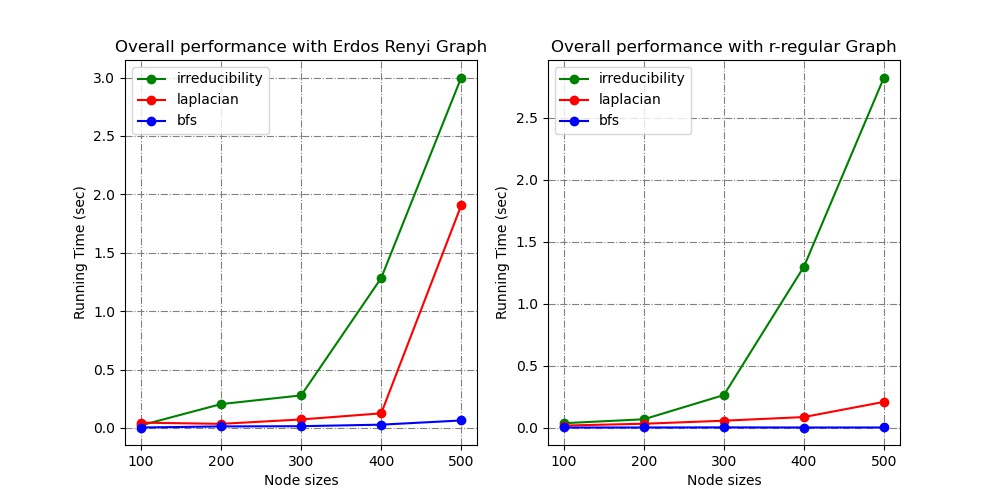 Overall performance with Erdos Renyi Graph
irreducibility
laplacian
bfs
3.0
2.5
2.0
1.5
1.0
0.5
0.0
Running Time (sec)
100 200 300 400 500
Node sizes
Overall performance with r-regular Graph
irreducibility
laplacian
bfs
2.5
2.0
1.5
1.0
0.5
0.0
Running Time (sec)
100 200 300 400 500
Node sizes